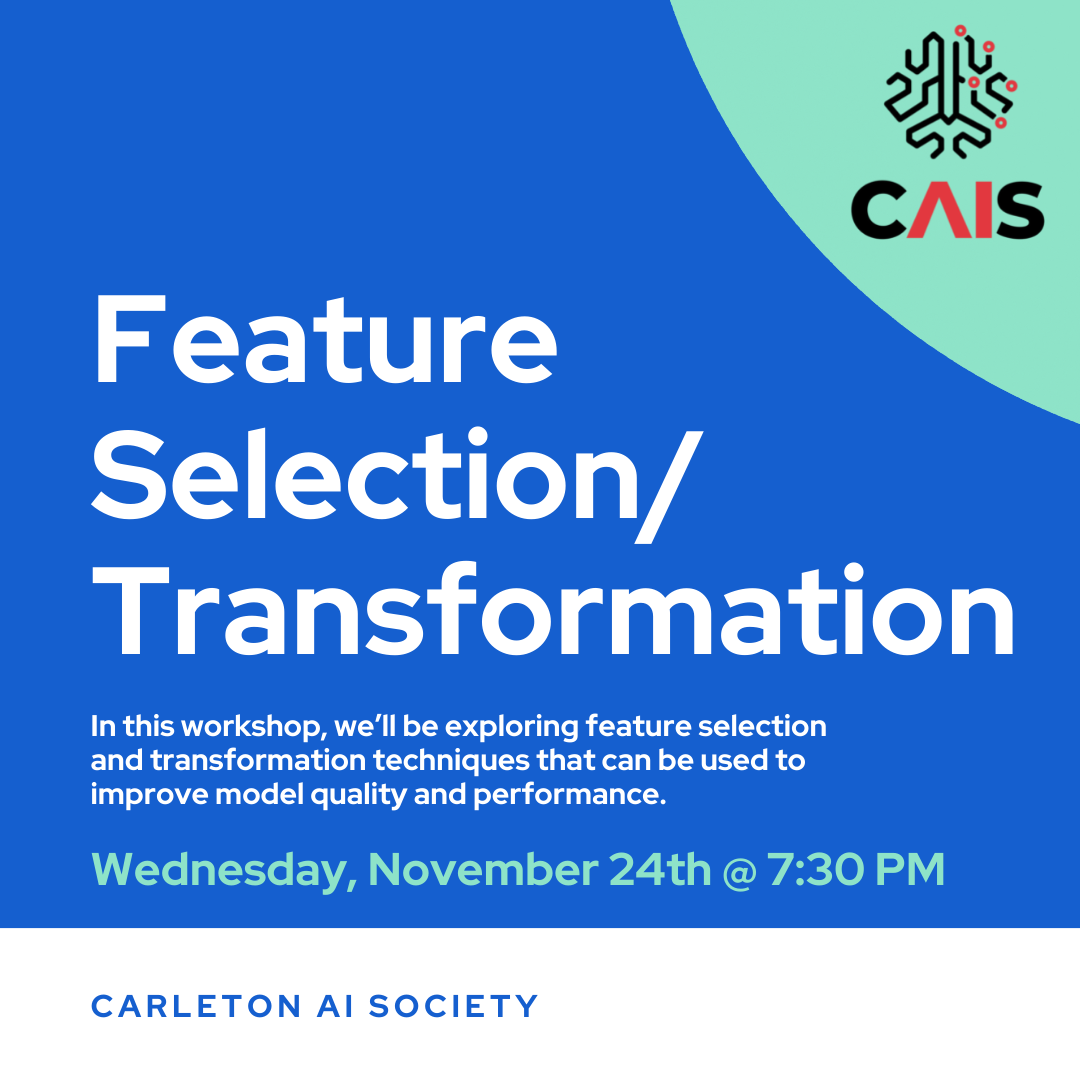 CAIS
Feature
Selection/
Transformation
In this workshop, we’ll be exploring feature selection
and transformation techniques that can be used to
improve model quality and performance.
Wednesday, November 24th @ 7:30 PM
CARLETON AI SOCIETY